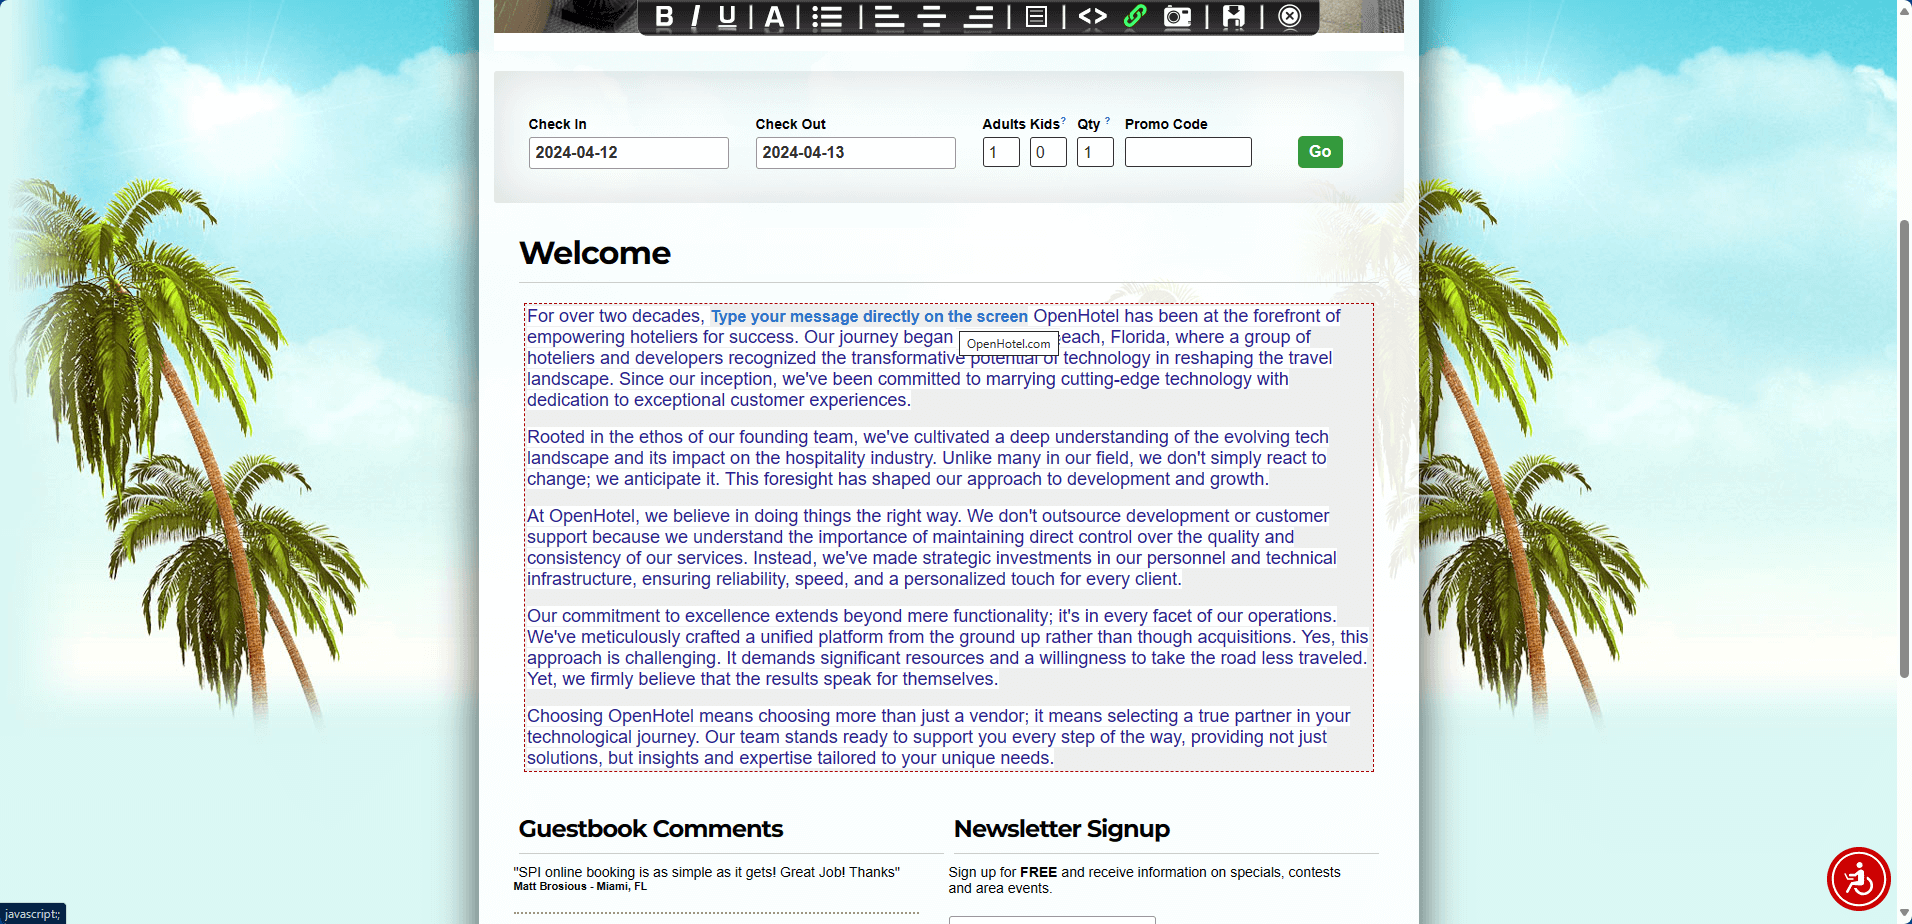 B I U A <>
Check In
Check Out
Adults Kids? Qty ? Promo Code
2024-04-12
2024-04-13
1 0 1
Go
Welcome
For over two decades, Type your message directly on the screen OpenHotel has been at the forefront of
empowering hoteliers for success. Our journey began each, Florida, where a group of
OpenHotel.com
hoteliers and developers recognized the transformative potential of technology in reshaping the travel
landscape. Since our inception, we've been committed to marrying cutting-edge technology with
dedication to exceptional customer experiences.
Rooted in the ethos of our founding team, we've cultivated a deep understanding of the evolving tech
landscape and its impact on the hospitality industry. Unlike many in our field, we don't simply react to
change; we anticipate it. This foresight has shaped our approach to development and growth.
At OpenHotel, we believe in doing things the right way. We don't outsource development or customer
support because we understand the importance of maintaining direct control over the quality and
consistency of our services. Instead, we've made strategic investments in our personnel and technical
infrastructure, ensuring reliability, speed, and a personalized touch for every client.
Our commitment to excellence extends beyond mere functionality; it's in every facet of our operations.
We've meticulously crafted a unified platform from the ground up rather than though acquisitions. Yes, this
approach is challenging. It demands significant resources and a willingness to take the road less traveled.
Yet, we firmly believe that the results speak for themselves.
Choosing OpenHotel means choosing more than just a vendor; it means selecting a true partner in your
technological journey. Our team stands ready to support you every step of the way, providing not just
solutions, but insights and expertise tailored to your unique needs.
Guestbook Comments
"SPI online booking is as simple as it gets! Great Job! Thanks"
Matt Brosious - Miami, FL
Newsletter Signup
Sign up for FREE and receive information on specials, contests
and area events.
javascript:;